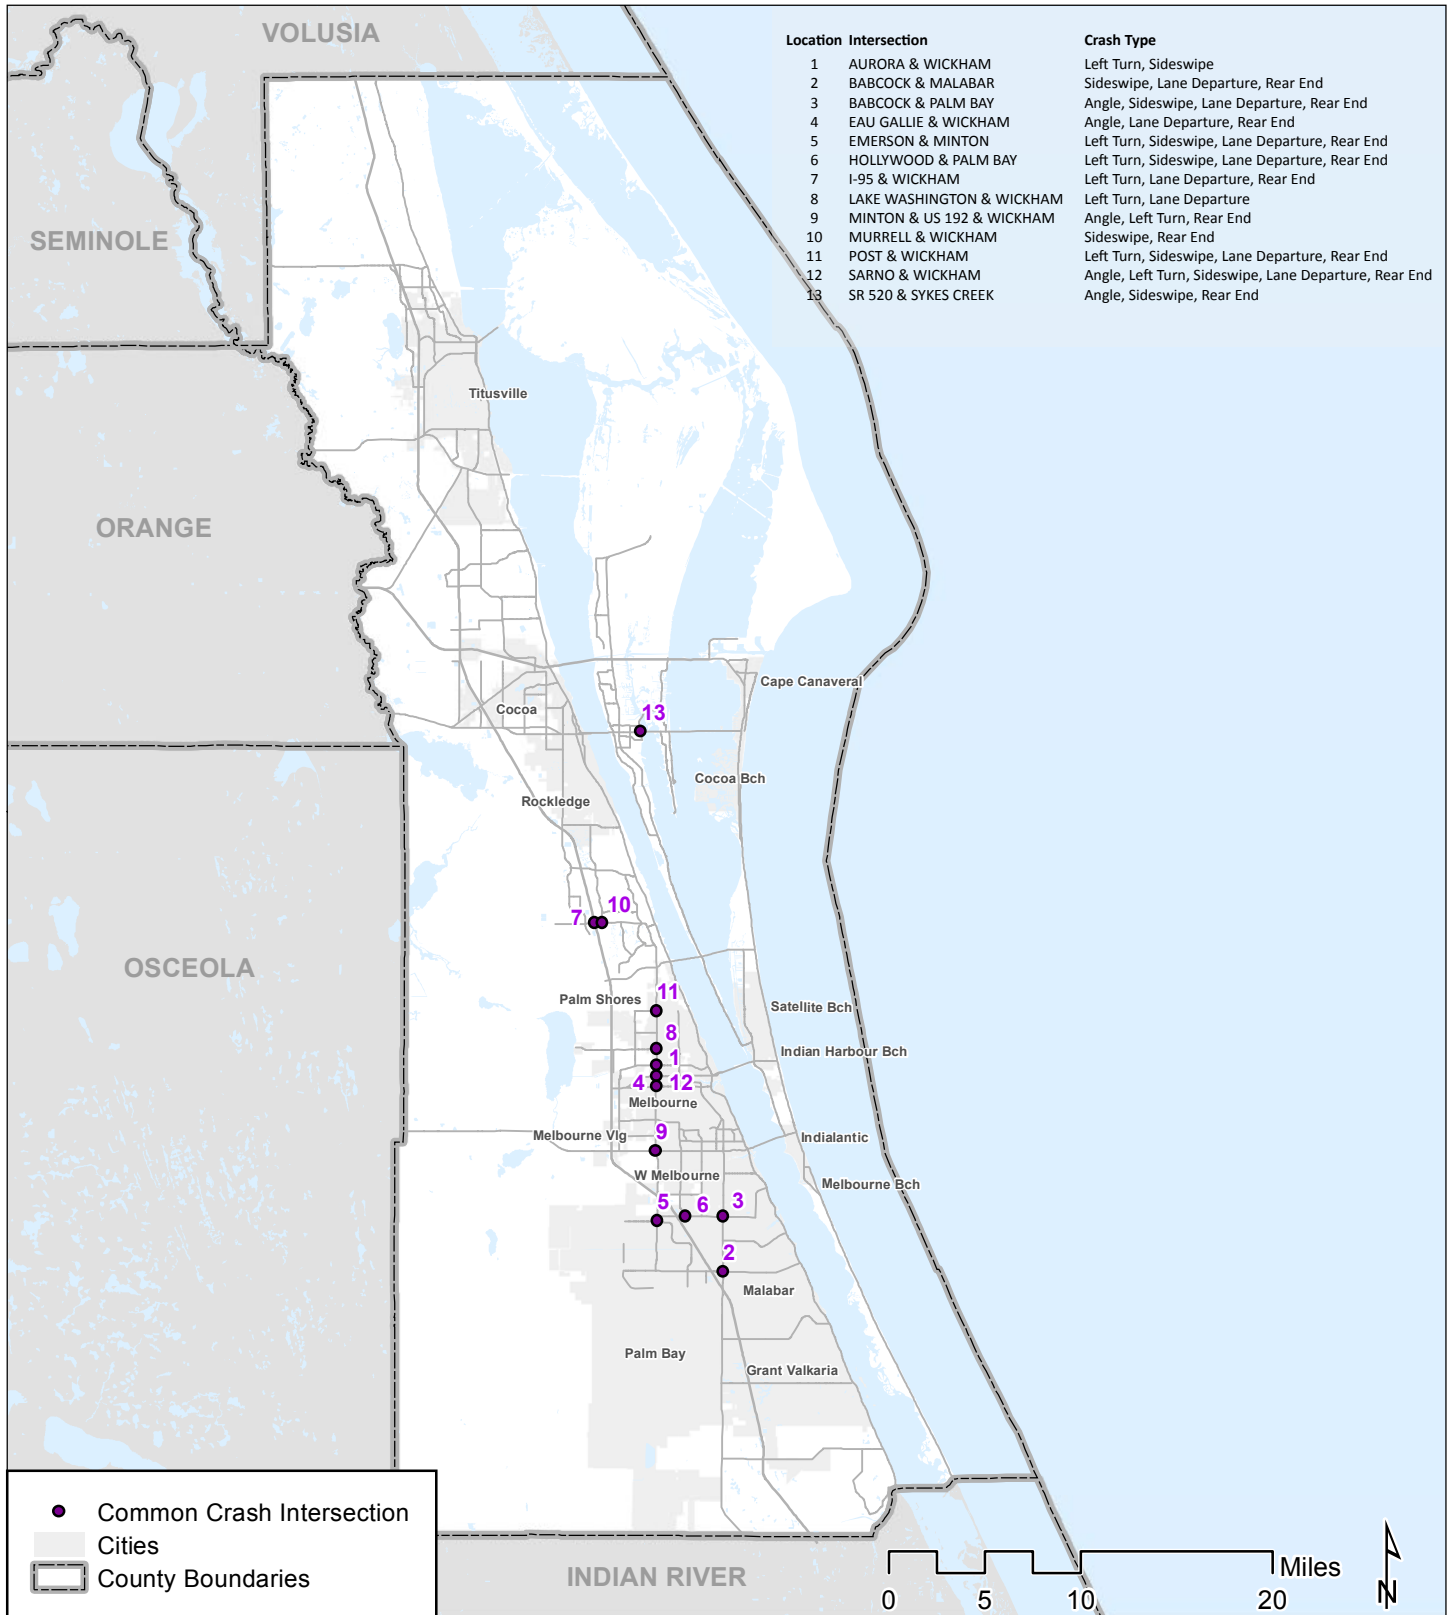 VOLUSIA
Location Intersection Crash Type
1 AURORA & WICKHAM Left Turn, Sideswipe
2 BABCOCK & MALABAR Sideswipe, Lane Departure, Rear End
3 BABCOCK & PALM BAY Angle, Sideswipe, Lane Departure, Rear End
4 EAU GALLIE & WICKHAM Angle, Lane Departure, Rear End
5 EMERSON & MINTON Left Turn, Sideswipe, Lane Departure, Rear End
6 HOLLYWOOD & PALM BAY Left Turn, Sideswipe, Lane Departure, Rear End
7 I-95 & WICKHAM Left Turn, Lane Departure, Rear End
8 LAKE WASHINGTON & WICKHAM Left Turn, Lane Departure
9 MINTON & US 192 & WICKHAM Angle, Left Turn, Rear End
10 MURRELL & WICKHAM Sideswipe, Rear End
11 POST & WICKHAM Left Turn, Sideswipe, Lane Departure, Rear End
12 SARNO & WICKHAM Angle, Left Turn, Sideswipe, Lane Departure, Rear End
13 SR 520 & SYKES CREEK Angle, Sideswipe, Rear End
SEMINOLE
Titusville
ORANGE
Cape Canaveral
Cocoa
13
Cocoa Bch
Rockledge
7
10
OSCEOLA
11
Palm Shores
Satellite Bch
8
Indian Harbour Bch
1
4
12
Melbourne
9
Melbourne Vlg
Indialantic
W Melbourne
Melbourne Bch
5
6
3
2
Malabar
Palm Bay
Grant Valkaria
Common Crash Intersection
Cities
County Boundaries
INDIAN RIVER
Miles
0 5 10 20
N